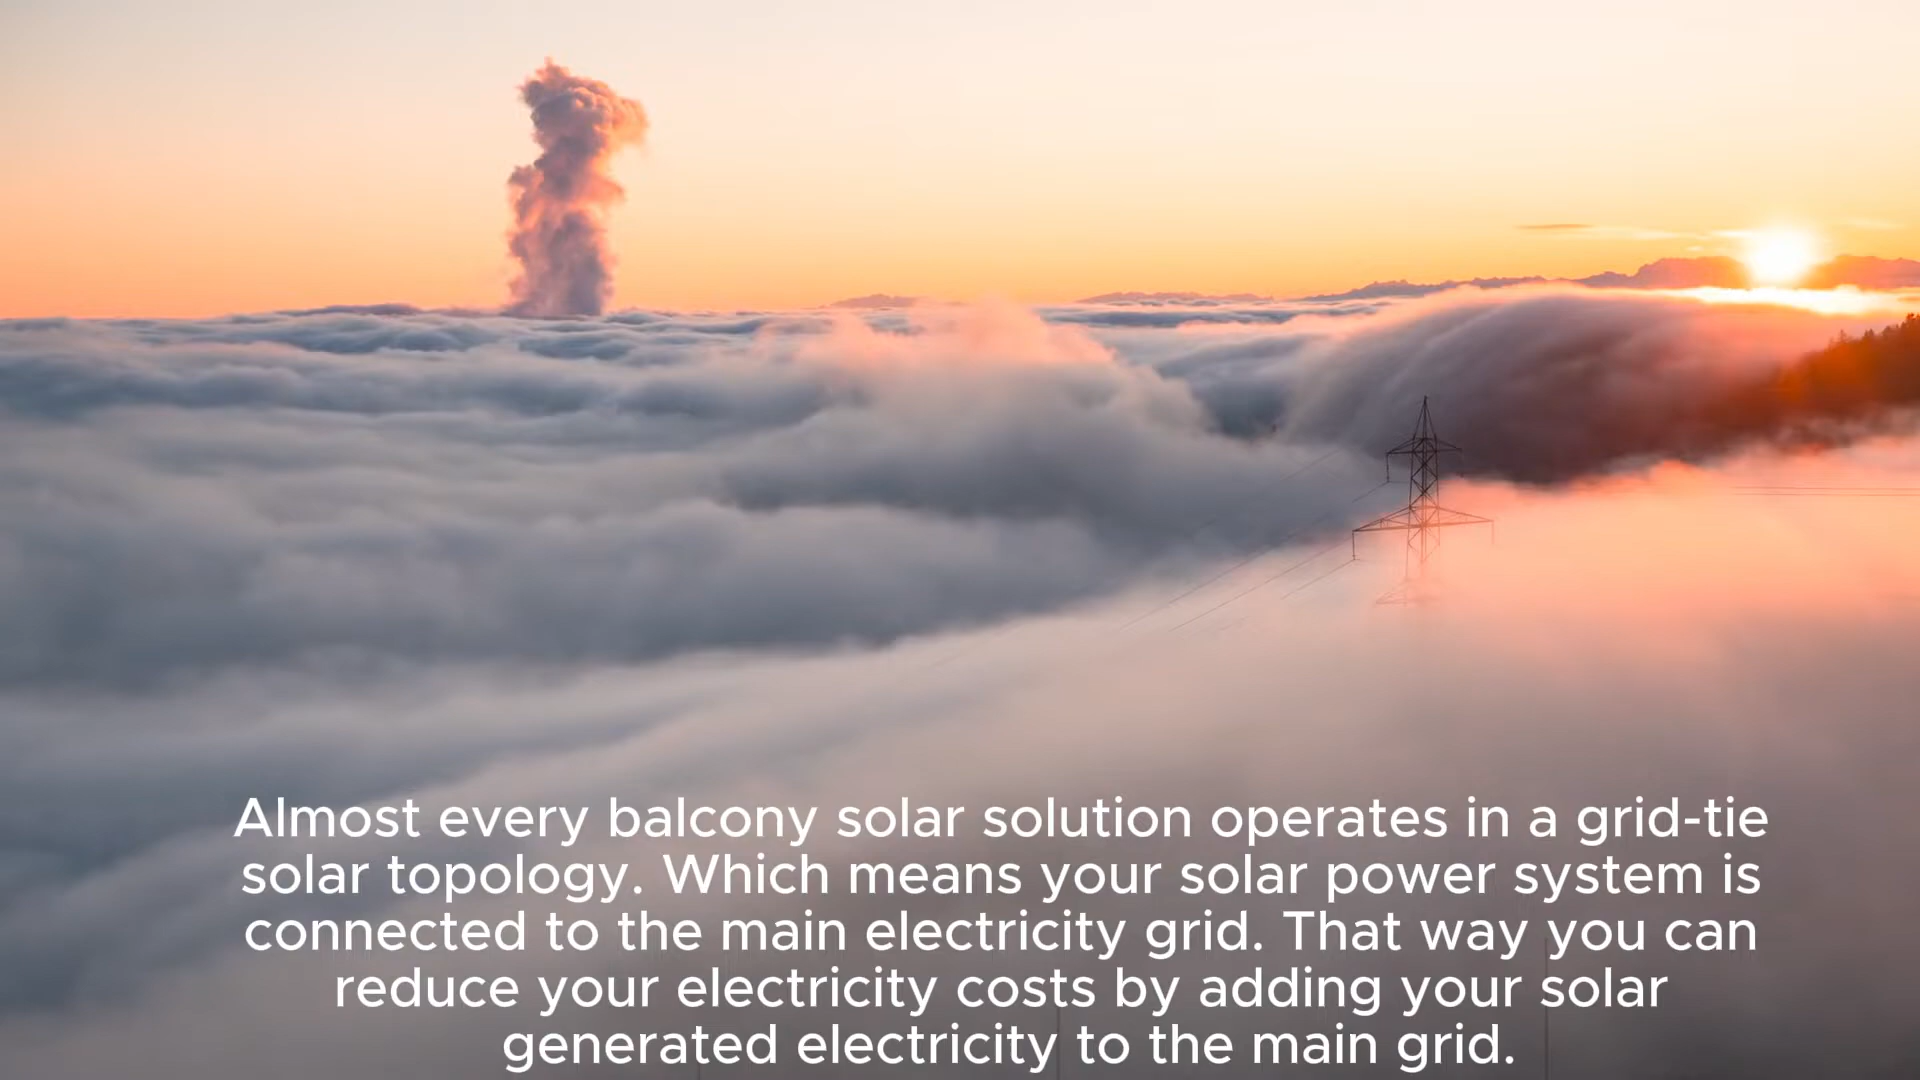 Almost every balcony solar solution operates in a grid-tie
solar topology. Which means your solar power system is
connected to the main electricity grid. That way you can
reduce your electricity costs by adding your solar
generated electricity to the main grid.